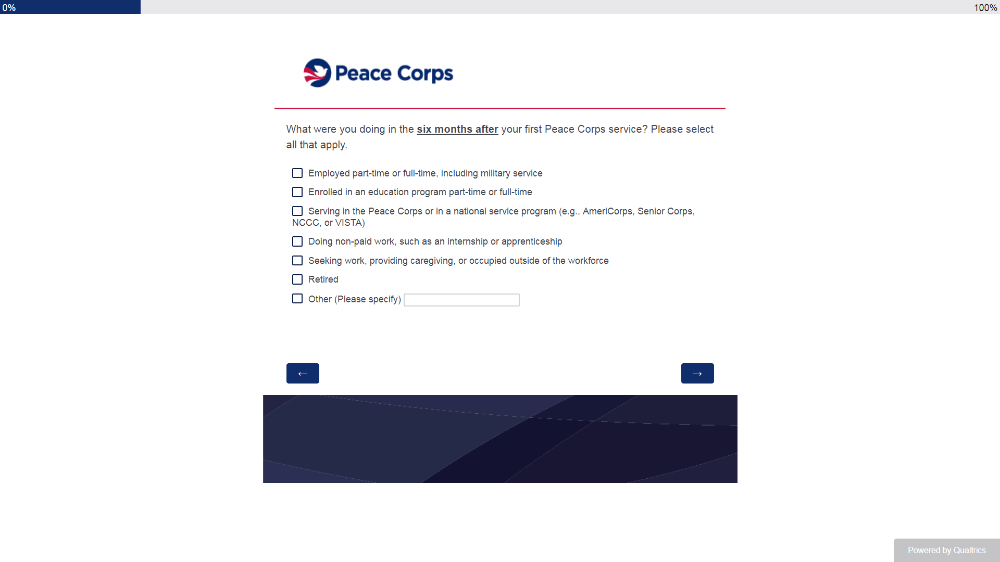 0%
100%
Peace Corps
What were you doing in the six months after your first Peace Corps service? Please select
all that apply.
Employed part-time or full-time, including military service
Enrolled in an education program part-time or full-time
Serving in the Peace Corps or in a national service program (e.g., AmeriCorps, Senior Corps,
NCCC, or VISTA)
Doing non-paid work, such as an internship or apprenticeship
Seeking work, providing caregiving, or occupied outside of the workforce
Retired
Other (Please specify)
← →
Powered by Qualtrics